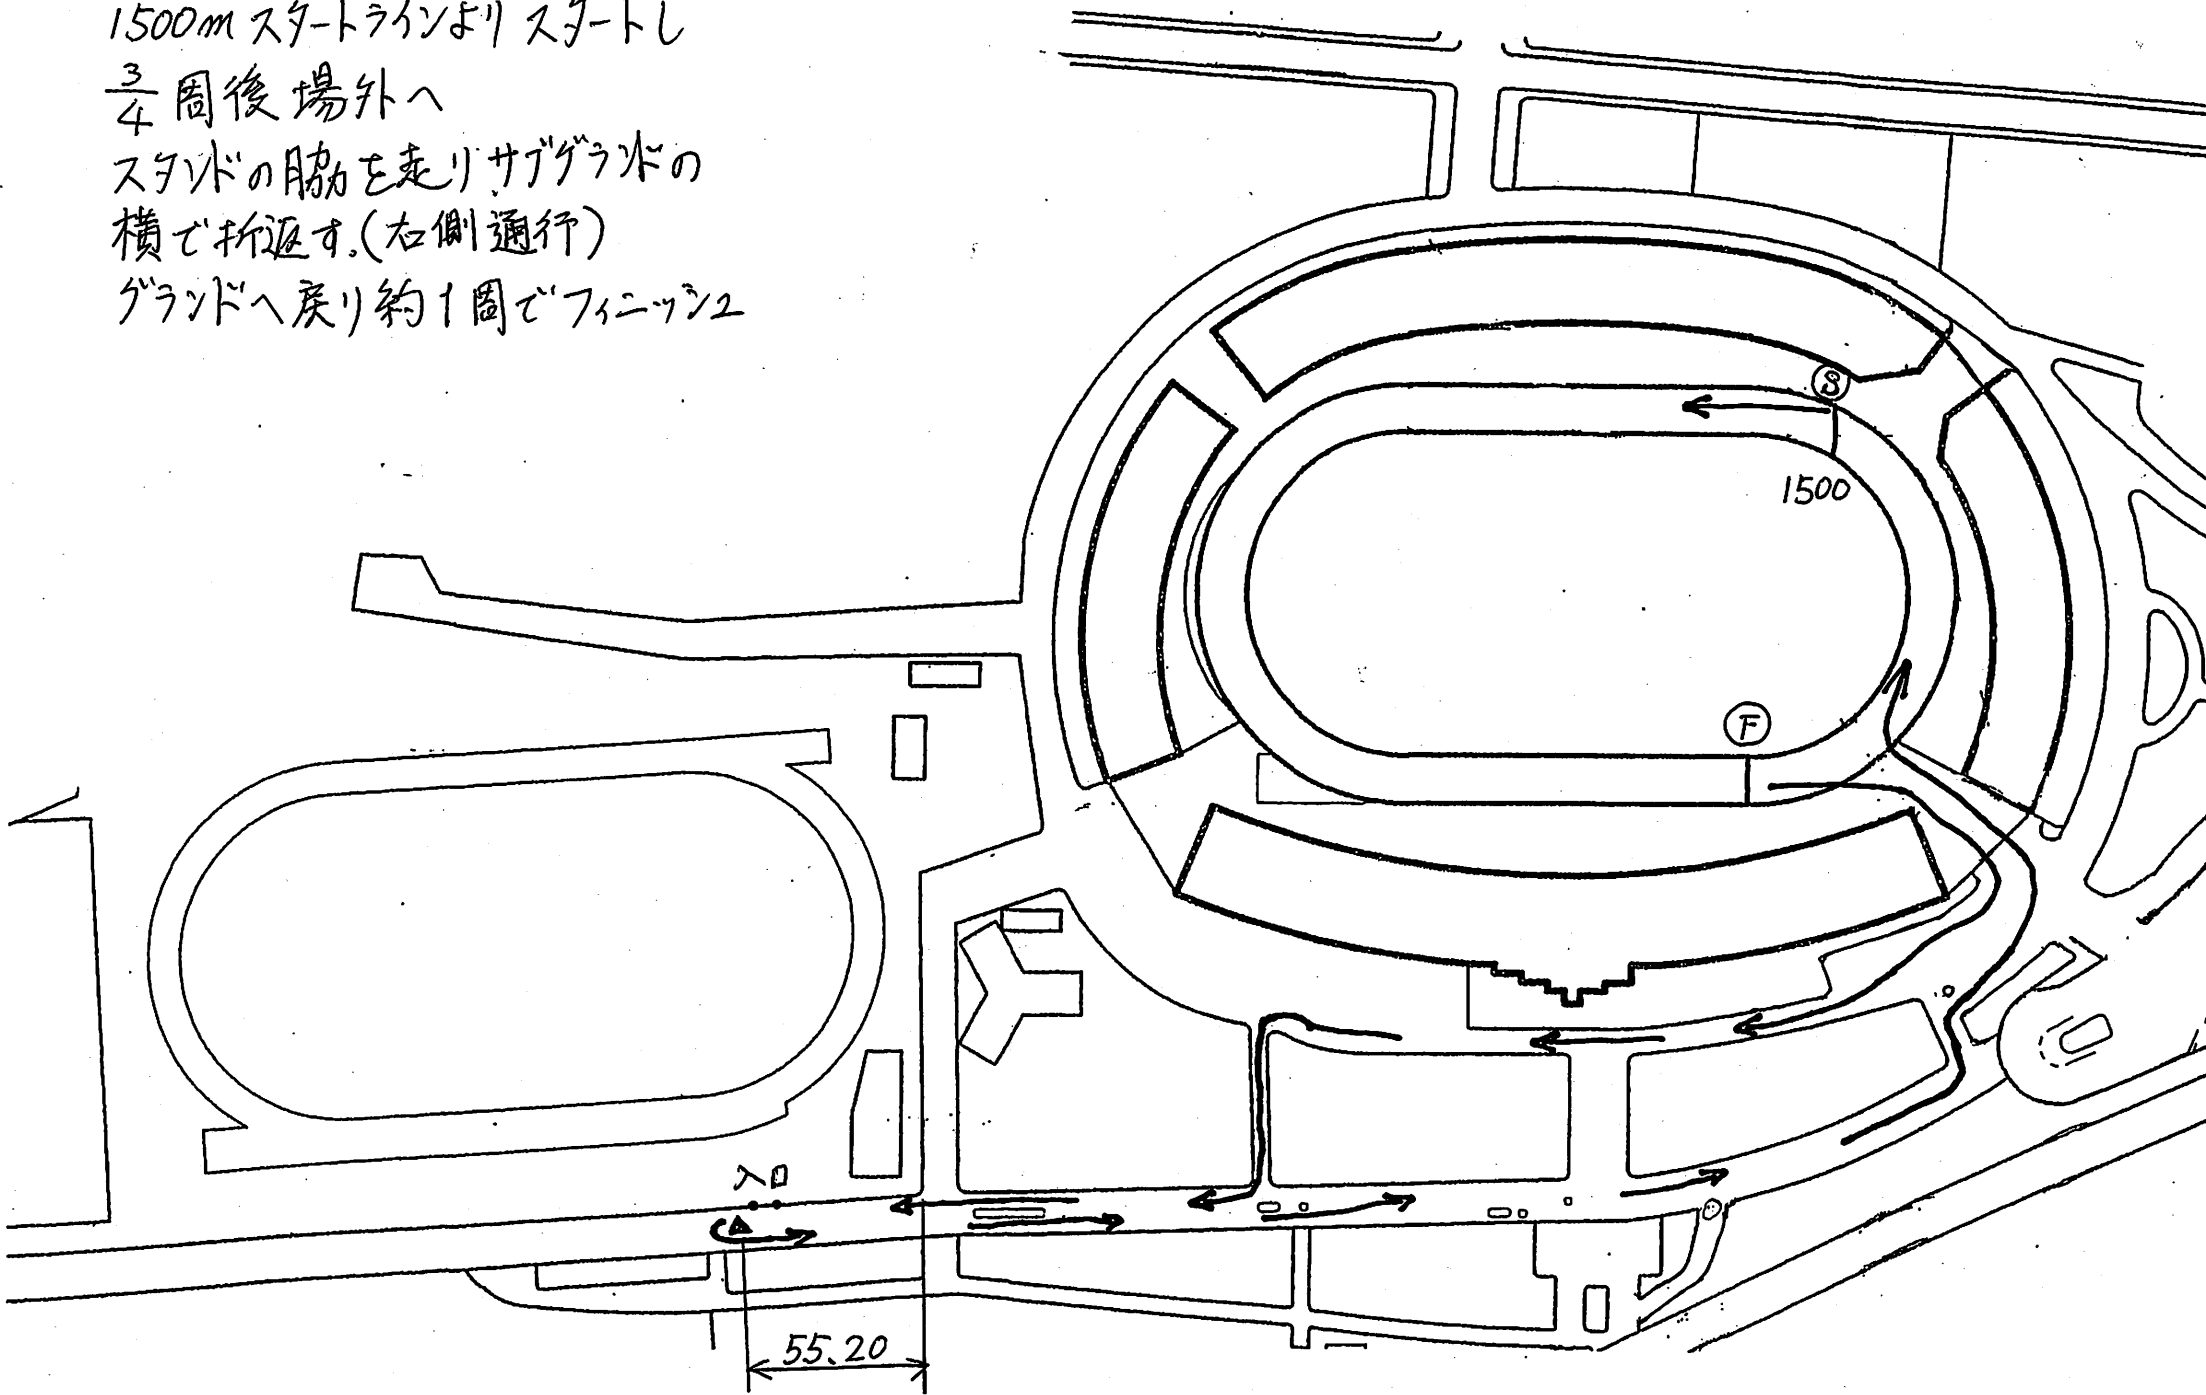 1500m スタートラインより スタートし
3/4 周後 場外へ
スタンドの脇を走り サブグランドの
横で折返す。(右側通行)
グランドへ戻り約1周でフィニッシュ
S
1500
F
入口
55.20